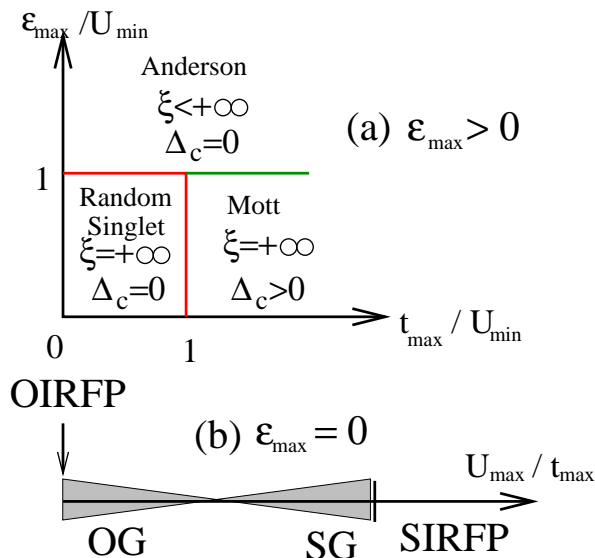 ε_max /U_min
Anderson
ξ<+∞
Δ_c=0
(a) ε_max > 0
1
Random
Singlet
ξ=+∞
Δ_c=0
Mott
ξ=+∞
Δ_c>0
0
1
t_max / U_min
OIRFP
(b) ε_max = 0
U_max / t_max
OG
SG
SIRFP